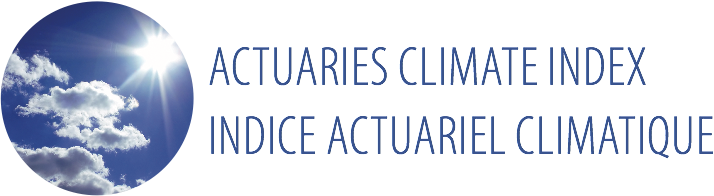 ACTUARIES CLIMATE INDEX
INDICE ACTUARIEL CLIMATIQUE